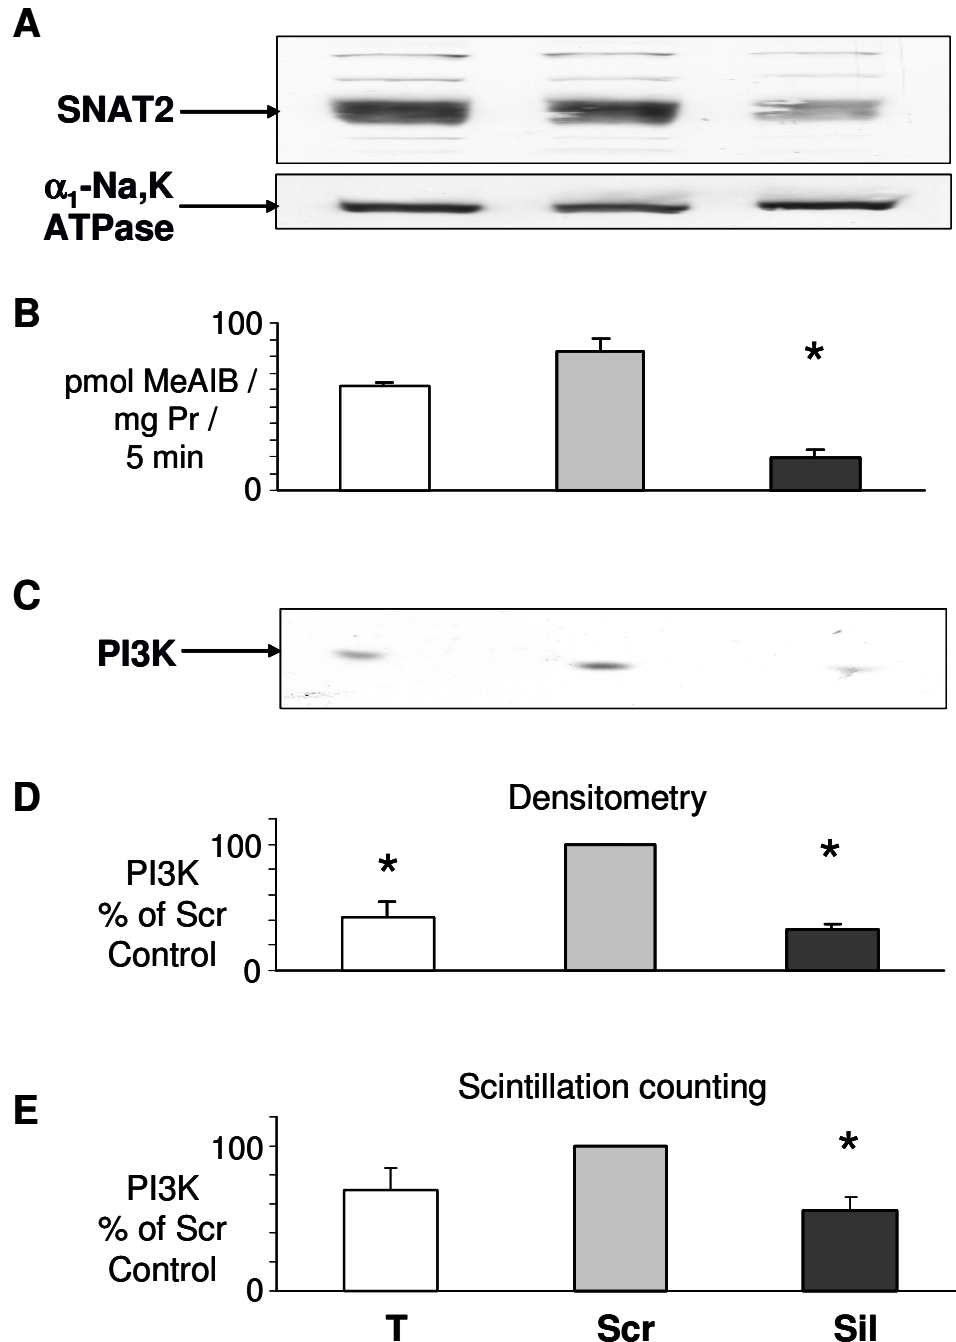 A
SNAT2
α1-Na,K
ATPase
B
100
pmol MeAIB /
mg Pr /
5 min
0
*
C
PI3K
D
Densitometry
100
PI3K
% of Scr
Control
0
*
*
E
Scintillation counting
100
PI3K
% of Scr
Control
0
*
T Scr Sil